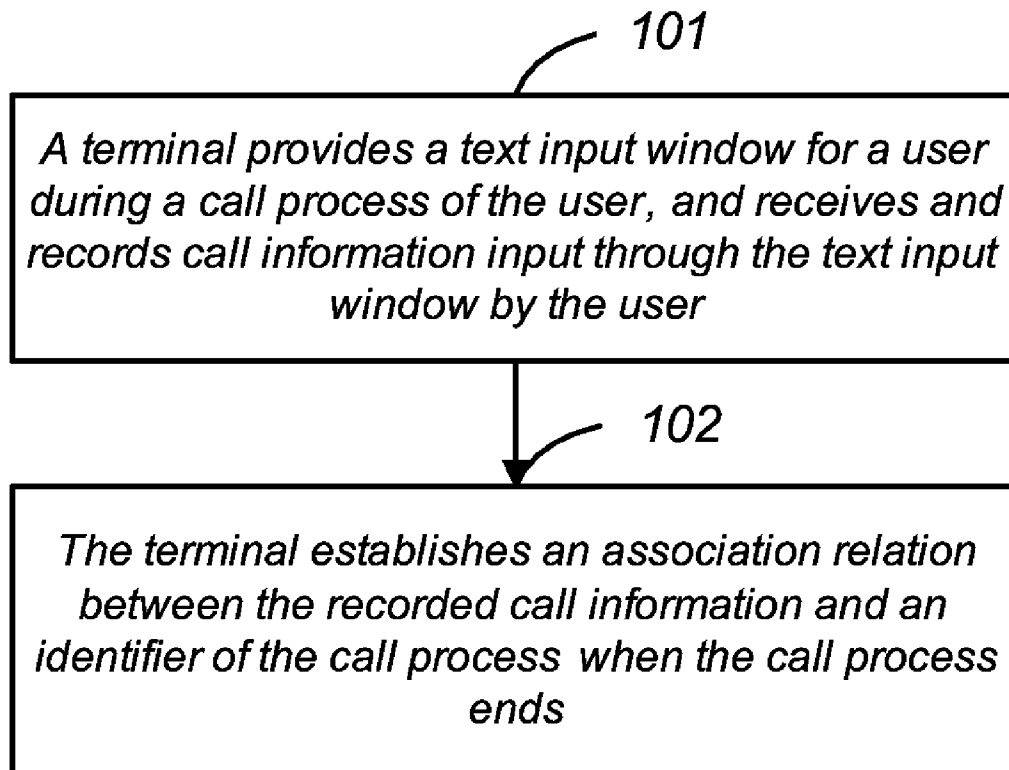 101
A terminal provides a text input window for a user
during a call process of the user, and receives and
records call information input through the text input
window by the user
102
The terminal establishes an association relation
between the recorded call information and an
identifier of the call process when the call process
ends